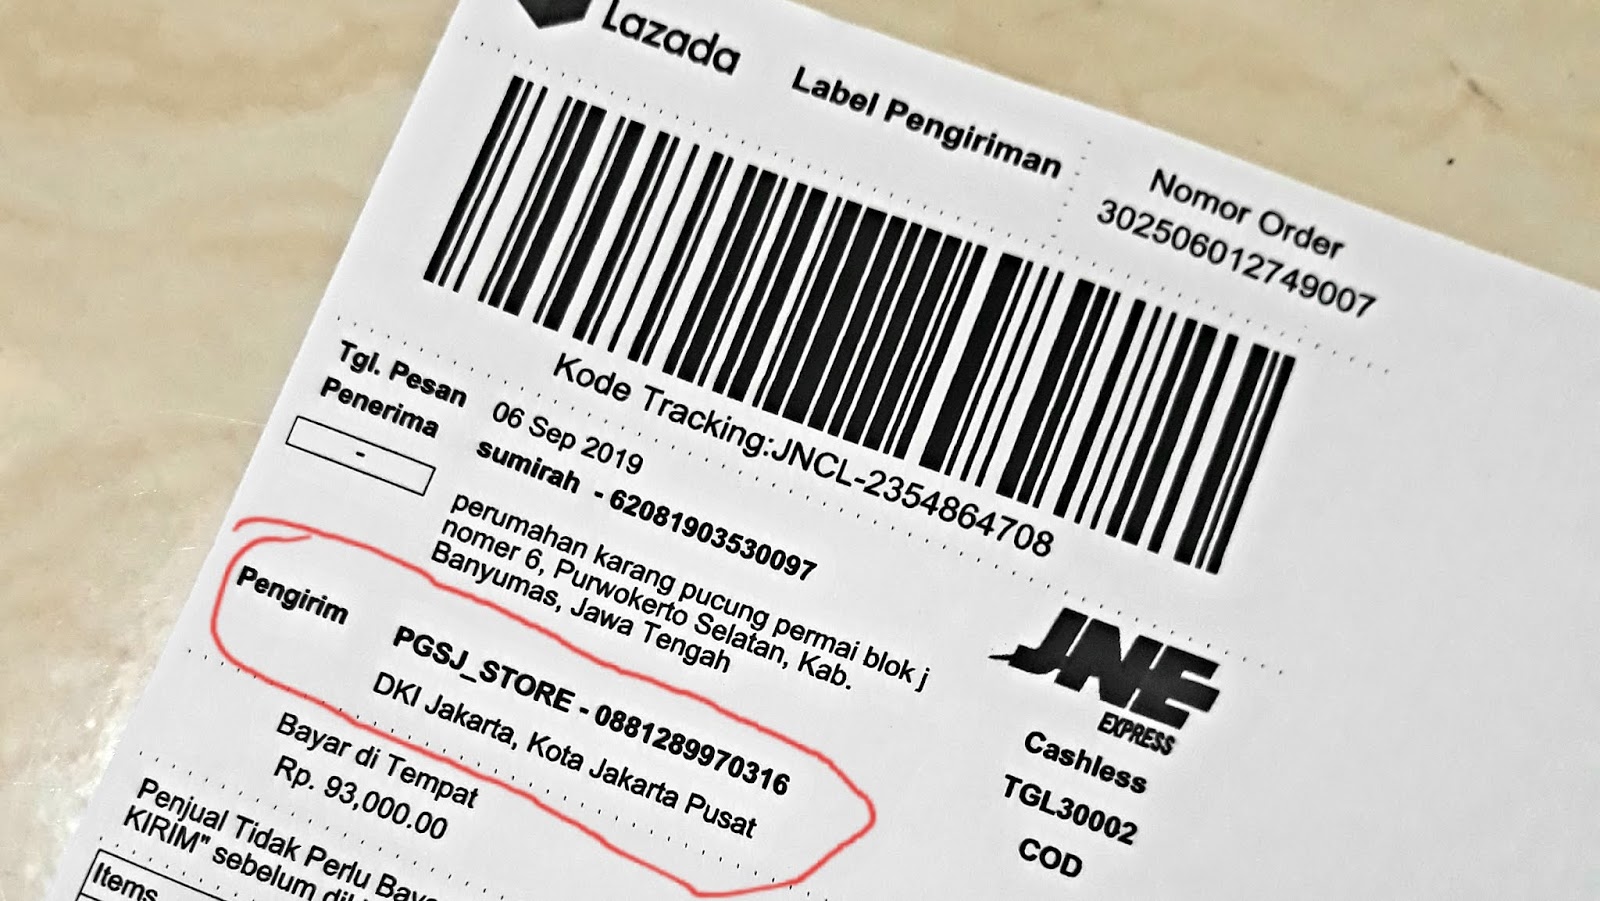 Lazada
Label Pengiriman
Nomor Order
302506012749007
Kode Tracking:JNCL-2354864708
Tgl. Pesan
06 Sep 2019
Penerima
sumirah - 6208190353​0097
-
perumahan karang pucung permai blok j
nomer 6, Purwokerto Selatan, Kab.
Banyumas, Jawa Tengah
Pengirim
PGSJ_STORE - 0881289970316
DKI Jakarta, Kota Jakarta Pusat
JNE
EXPRESS
Cashless
TGL30002
COD
Bayar di Tempat
Rp. 93,000.00
Penjual Tidak Perlu
KIRIM" sebelum
Items